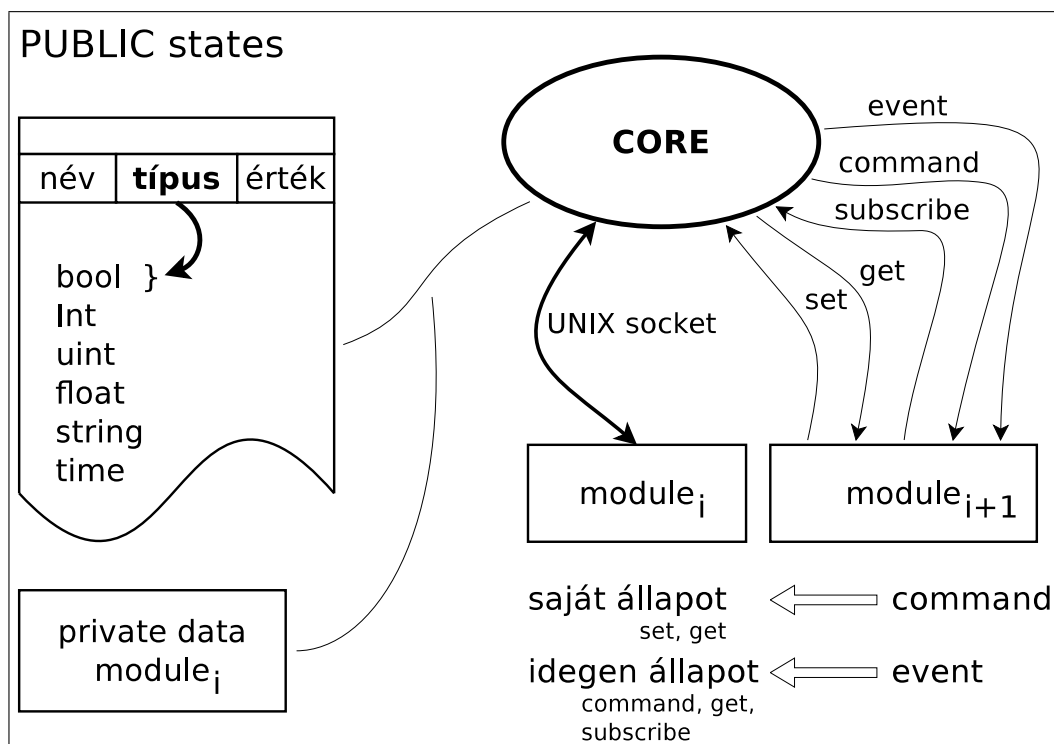 PUBLIC states
név típus érték
bool }
Int
uint
float
string
time
private data
module i
CORE
event
command
subscribe
get
set
UNIX socket
module i
module i+1
saját állapot
set, get
command
idegen állapot
command, get,
subscribe
event